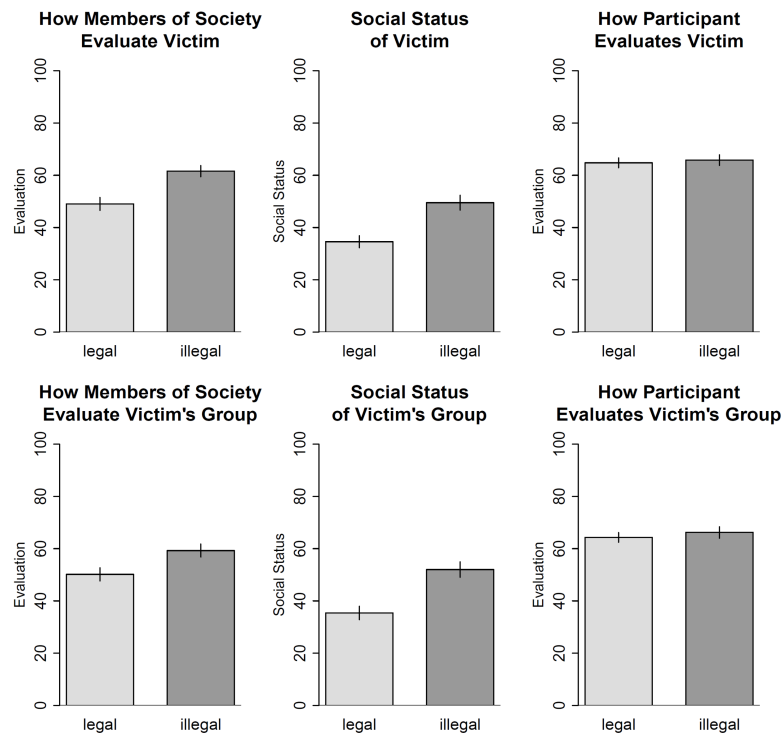 How Members of Society
Evaluate Victim
Evaluation
0
20
40
60
80
100
legal
illegal
Social Status
of Victim
Social Status
0
20
40
60
80
100
legal
illegal
How Participant
Evaluates Victim
Evaluation
0
20
40
60
80
100
legal
illegal
How Members of Society
Evaluate Victim's Group
Evaluation
0
20
40
60
80
100
legal
illegal
Social Status
of Victim's Group
Social Status
0
20
40
60
80
100
legal
illegal
How Participant
Evaluates Victim's Group
Evaluation
0
20
40
60
80
100
legal
illegal